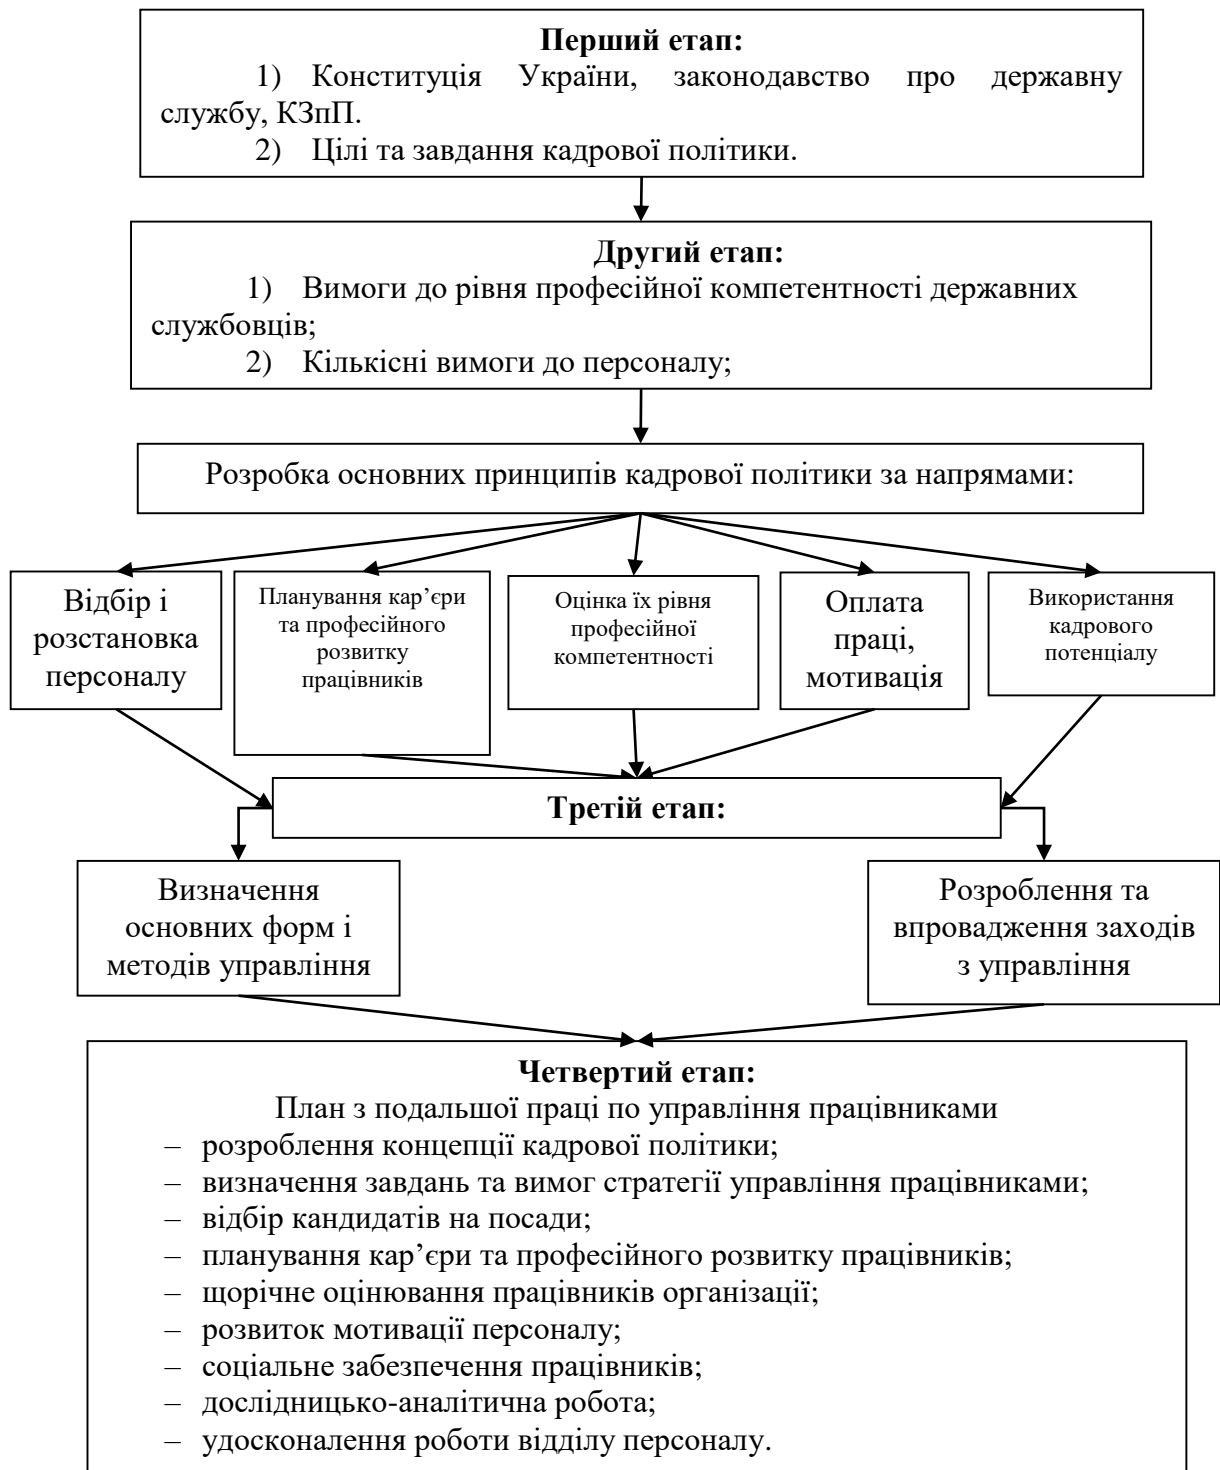 Перший етап:
1) Конституція України, законодавство про державну
службу, КЗпП.
2) Цілі та завдання кадрової політики.
Другий етап:
1) Вимоги до рівня професійної компетентності державних
службовців;
2) Кількісні вимоги до персоналу;
Розробка основних принципів кадрової політики за напрямами:
Відбір і
розстановка
персоналу
Планування кар’єри
та професійного
розвитку
працівників
Оцінка їх рівня
професійної
компетентності
Оплата
праці,
мотивація
Використання
кадрового
потенціалу
Третій етап:
Визначення
основних форм і
методів управління
Розроблення та
впровадження заходів
з управління
Четвертий етап:
План з подальшої праці по управління працівниками
– розроблення концепції кадрової політики;
– визначення завдань та вимог стратегії управління працівниками;
– відбір кандидатів на посади;
– планування кар’єри та професійного розвитку працівників;
– щорічне оцінювання працівників організації;
– розвиток мотивації персоналу;
– соціальне забезпечення працівників;
– дослідницько-аналітична робота;
– удосконалення роботи відділу персоналу.